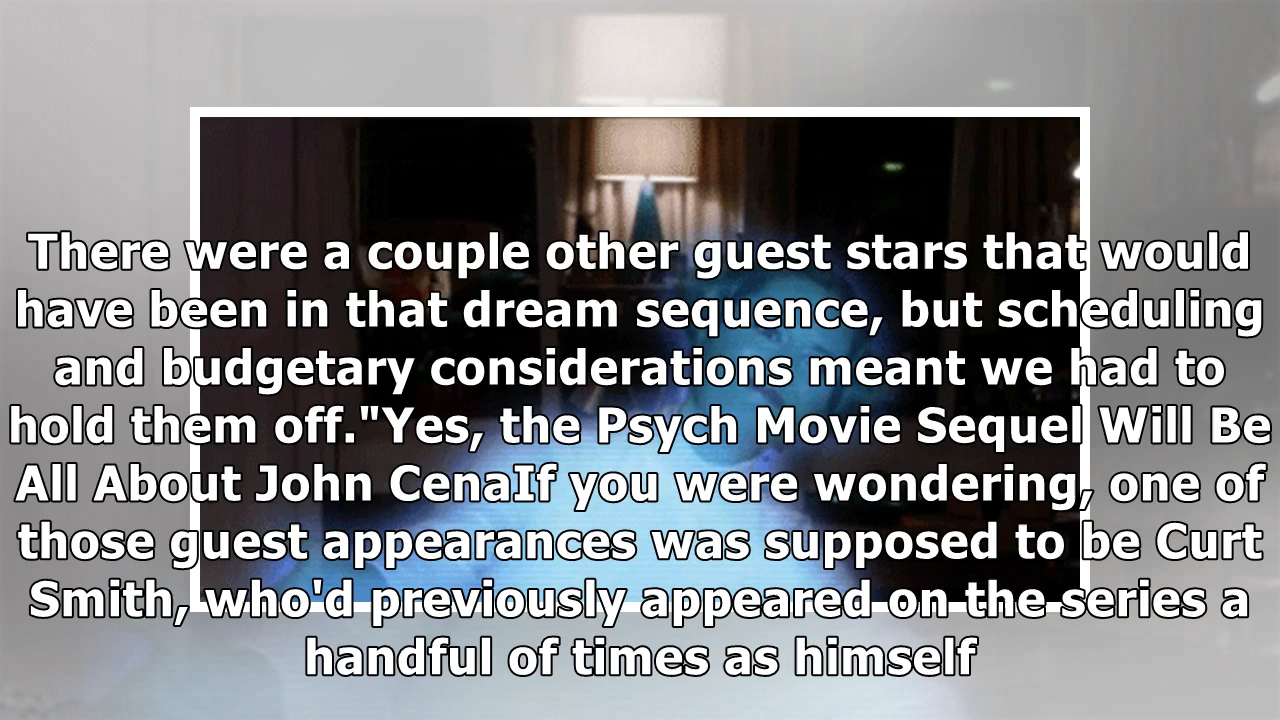 There were a couple other guest stars that would
have been in that dream sequence, but scheduling
and budgetary considerations meant we had to
hold them off."Yes, the Psych Movie Sequel Will Be
All About John CenaIf you were wondering, one of
those guest appearances was supposed to be Curt
Smith, who'd previously appeared on the series a
handful of times as himself